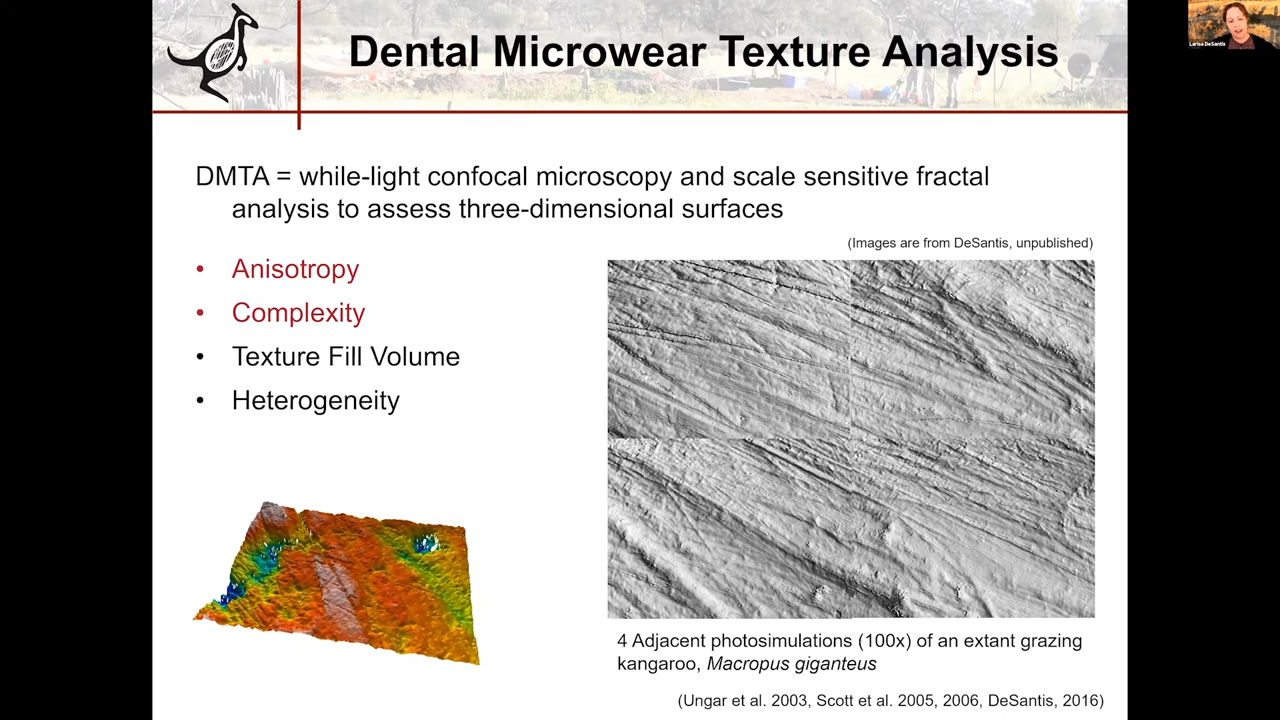 Dental Microwear Texture Analysis
Larisa DeSantis
DMTA = while-light confocal microscopy and scale sensitive fractal
analysis to assess three-dimensional surfaces
(Images are from DeSantis, unpublished)
• Anisotropy
• Complexity
• Texture Fill Volume
• Heterogeneity
4 Adjacent photosimulations (100x) of an extant grazing
kangaroo, Macropus giganteus
(Ungar et al. 2003, Scott et al. 2005, 2006, DeSantis, 2016)